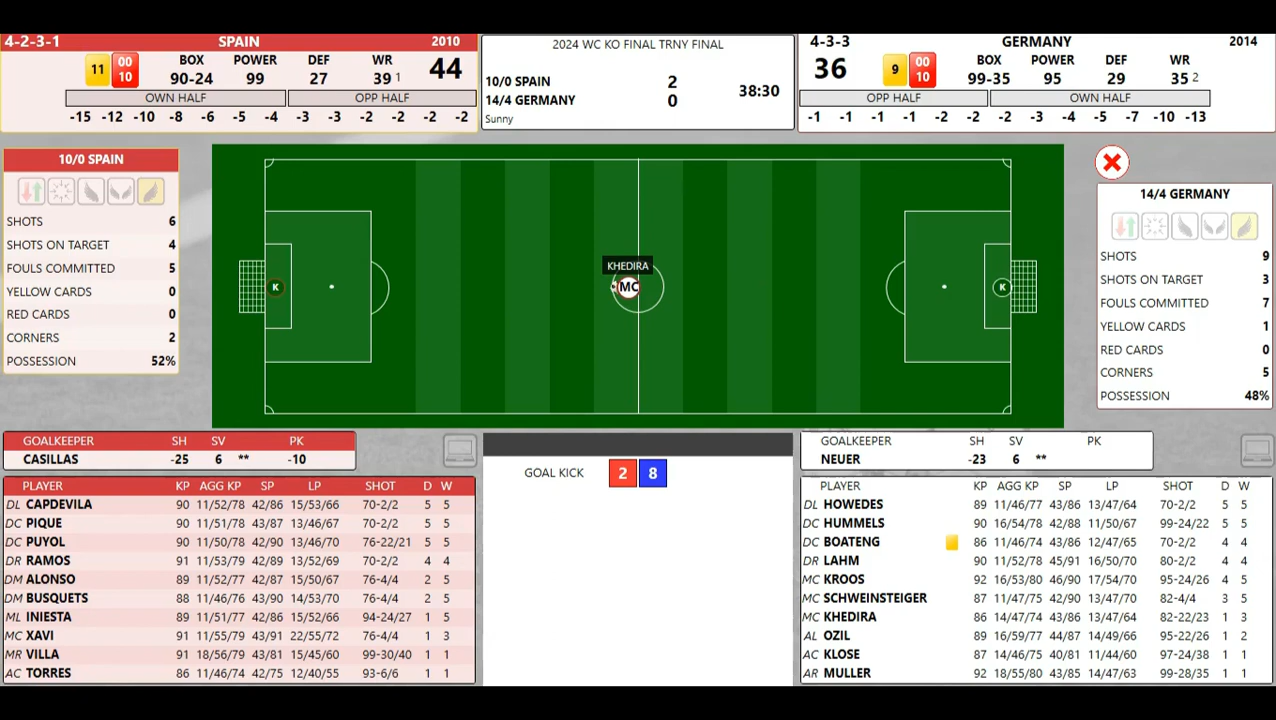 4-2-3-1 SPAIN 2010
11 00 10 BOX 90-24 POWER 99 DEF 27 WR 39 1 44
OWN HALF OPP HALF
-15 -12 -10 -8 -6 -5 -4 -3 -3 -2 -2 -2 -2
2024 WC KO FINAL TRNY FINAL
10/0 SPAIN 2
14/4 GERMANY 0
38:30
Sunny
4-3-3 GERMANY 2014
36 9 00 10 BOX 99-35 POWER 95 DEF 29 WR 35 2
OPP HALF OWN HALF
-1 -1 -1 -1 -2 -2 -2 -3 -4 -5 -7 -10 -13
10/0 SPAIN
SHOTS 6
SHOTS ON TARGET 4
FOULS COMMITTED 5
YELLOW CARDS 0
RED CARDS 0
CORNERS 2
POSSESSION 52%
K
KHEDIRA
MC
K
14/4 GERMANY
SHOTS 9
SHOTS ON TARGET 3
FOULS COMMITTED 7
YELLOW CARDS 1
RED CARDS 0
CORNERS 5
POSSESSION 48%
GOALKEEPER SH SV PK
CASILLAS -25 6 ** -10
PLAYER KP AGG KP SP LP SHOT D W
DL CAPDEVILA 90 11/52/78 42/86 15/53/66 70-2/2 5 5
DC PIQUE 90 11/51/78 43/87 13/46/67 70-2/2 5 5
DC PUYOL 90 11/50/78 42/90 13/46/70 76-22/21 5 5
DR RAMOS 91 11/53/79 42/89 13/52/69 70-2/2 4 4
DM ALONSO 89 11/52/77 42/87 15/50/67 76-4/4 2 5
DM BUSQUETS 88 11/46/76 43/90 14/53/70 76-4/4 2 5
ML INIESTA 89 11/51/77 42/86 15/52/66 94-24/27 1 5
MC XAVI 91 11/55/79 43/91 22/55/72 76-4/4 1 3
MR VILLA 91 18/56/79 43/81 15/45/60 99-30/40 1 1
AC TORRES 86 11/46/74 42/75 12/40/55 93-6/6 1 1
GOAL KICK 2 8
GOALKEEPER SH SV PK
NEUER -23 6 **
PLAYER KP AGG KP SP LP SHOT D W
DL HOWEDES 89 11/46/77 43/86 13/47/64 70-2/2 5 5
DC HUMMELS 90 16/54/78 42/88 11/50/67 99-24/22 5 5
DC BOATENG 86 11/46/74 43/86 12/47/65 70-2/2 4 4
DR LAHM 90 11/52/78 45/91 16/50/70 80-2/2 4 4
MC KROOS 92 16/53/80 46/90 17/54/70 95-24/26 4 5
MC SCHWEINSTEIGER 87 11/47/75 42/90 13/47/70 82-4/4 3 5
MC KHEDIRA 86 14/47/74 43/86 13/47/64 82-22/23 1 3
AL OZIL 89 16/59/77 44/87 14/49/66 95-22/26 1 2
AC KLOSE 87 14/46/75 40/81 11/44/60 97-24/38 1 1
AR MULLER 92 18/55/80 43/85 14/47/63 99-28/35 1 1